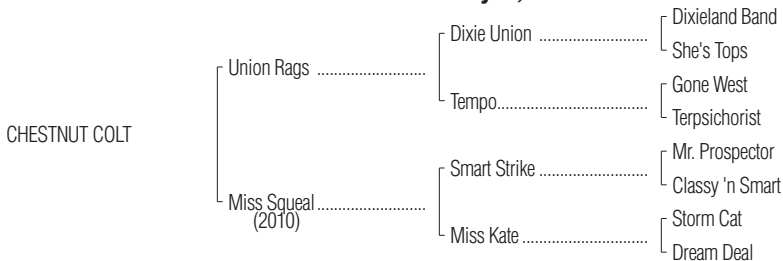 Dixieland Band
Dixie Union ..........................
She's Tops
Union Rags ..........................
Gone West
Tempo....................................
Terpsichorist
CHESTNUT COLT
Mr. Prospector
Smart Strike ..........................
Classy 'n Smart
Miss Squeal ..........................
(2010)
Storm Cat
Miss Kate ..............................
Dream Deal